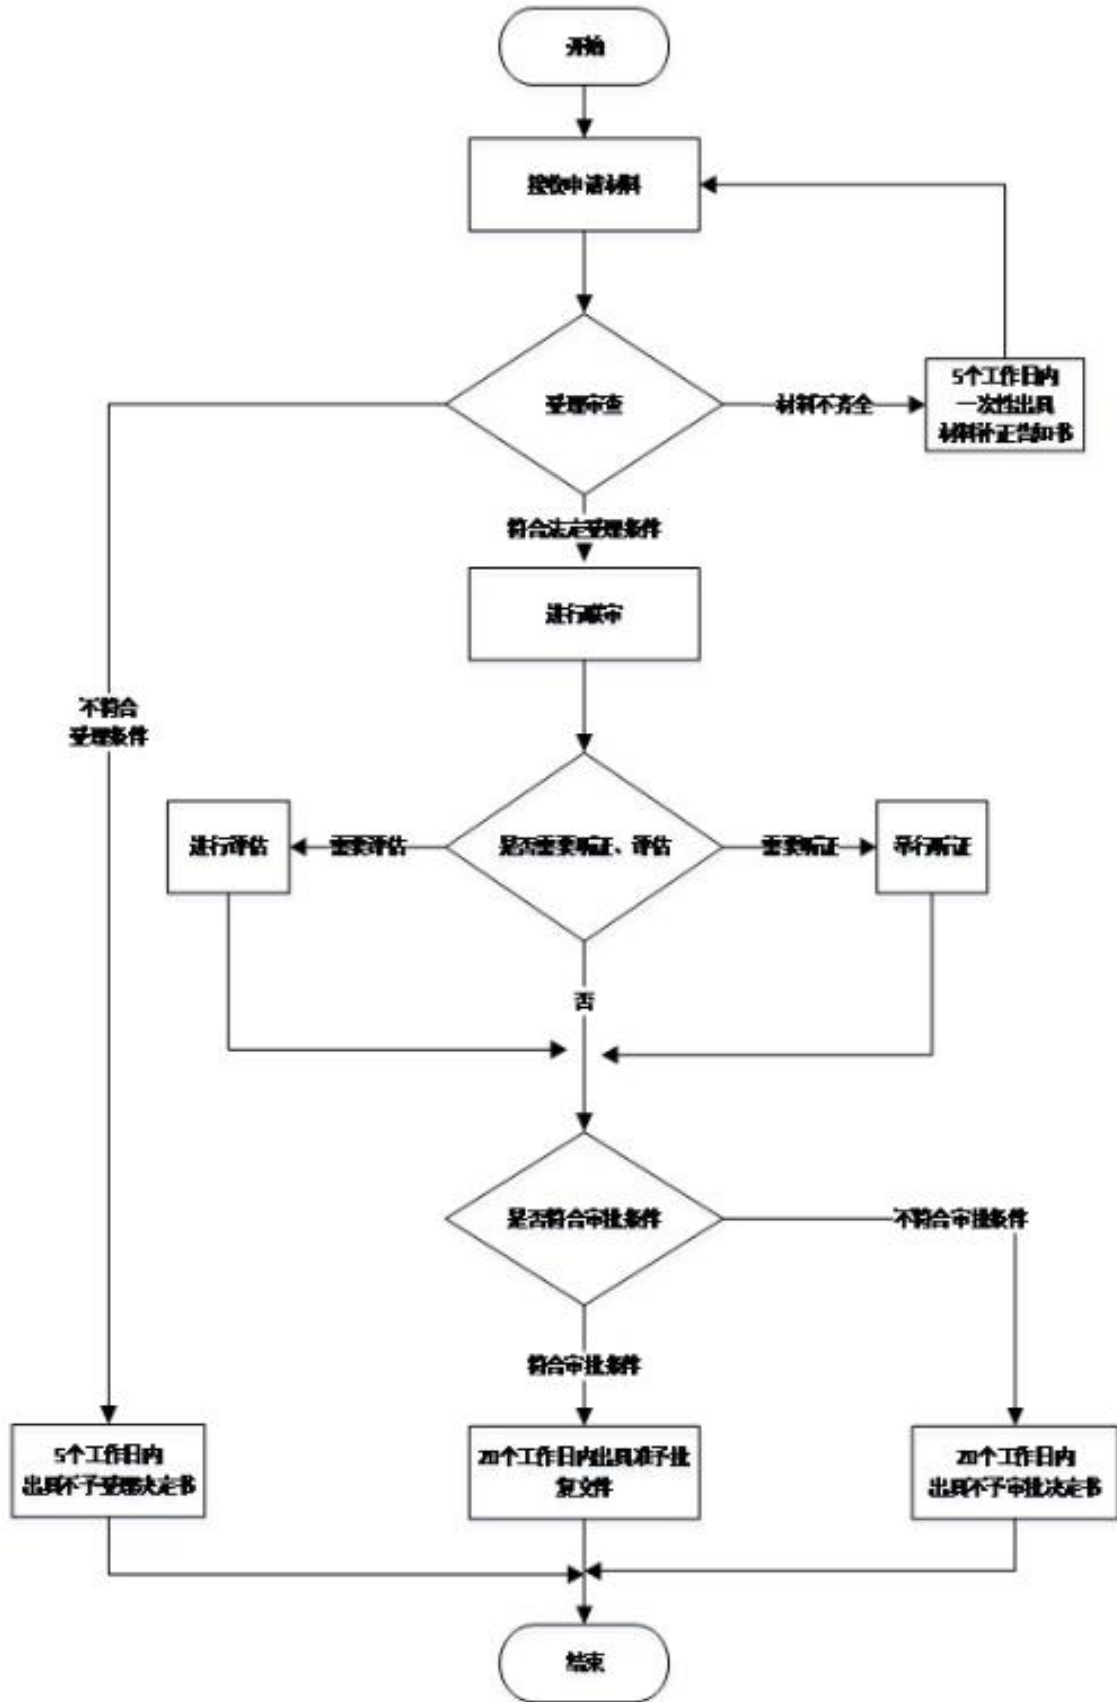 开始
接收申请材料
受理审查
材料不齐全
5个工作日内
一次性出具
材料补正告知书
符合法定受理条件
进行联审
不符合
受理条件
进行评估
需要评估
是否需要听证、评估
需要听证
举行听证
否
是否符合审批条件
不符合审批条件
符合审批条件
5个工作日内
出具不予受理决定书
20个工作日内出具准予批
复文件
20个工作日内
出具不予审批决定书
结束